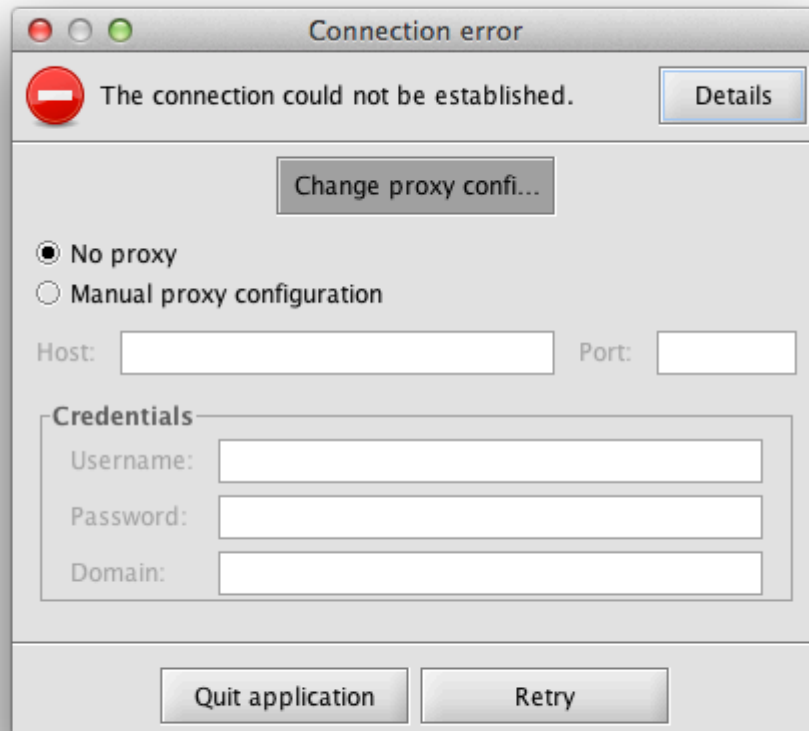 Connection error
The connection could not be established.
Details
Change proxy confi...
No proxy
Manual proxy configuration
Host:
Port:
Credentials
Username:
Password:
Domain:
Quit application
Retry